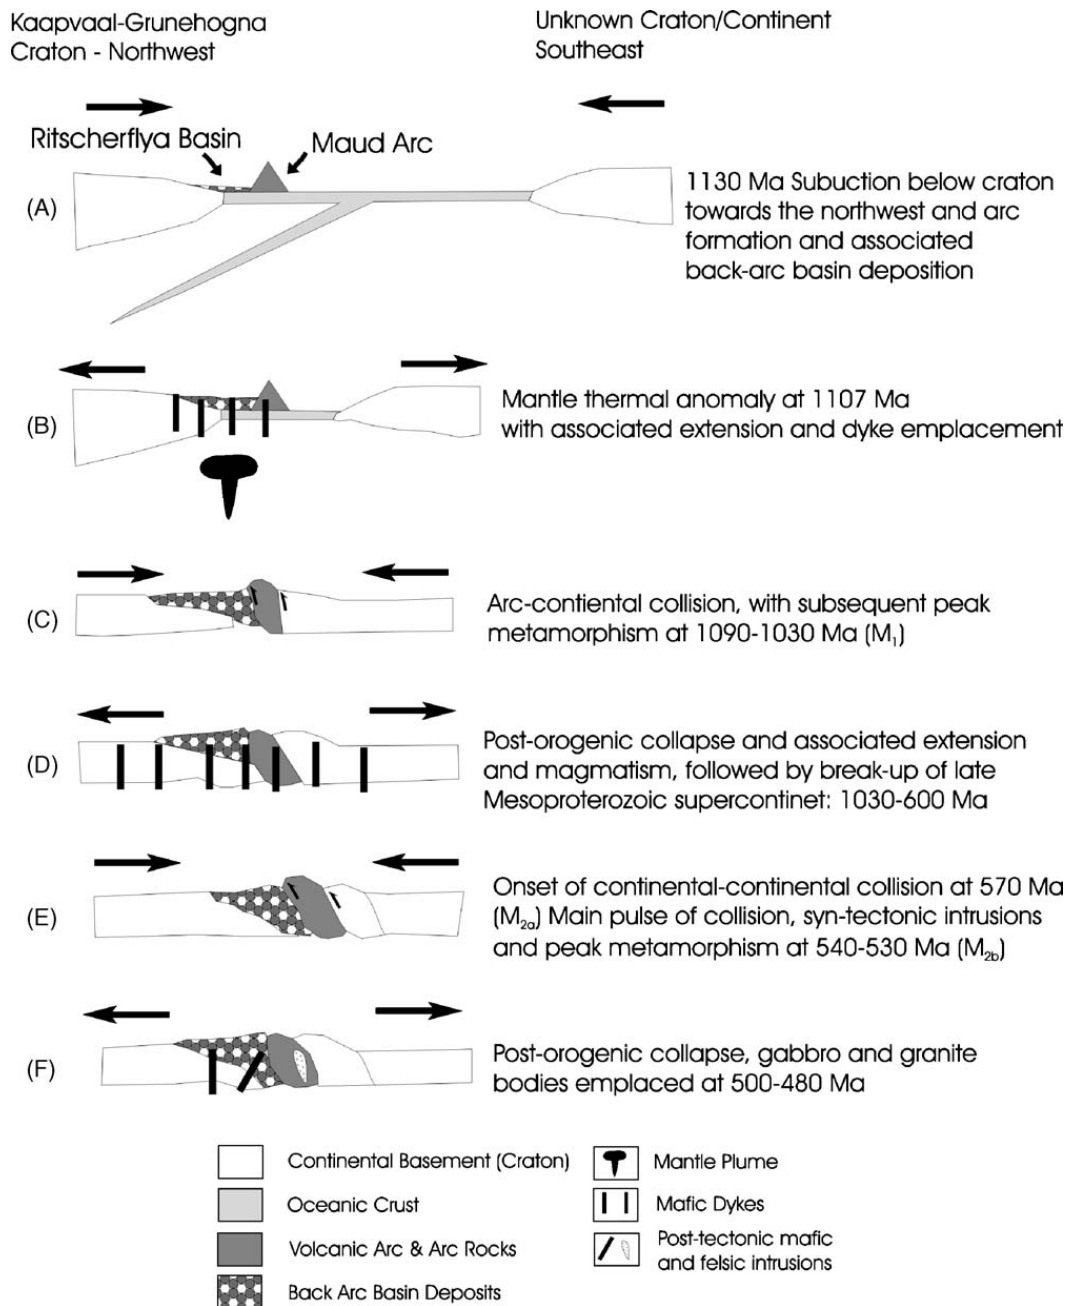 Kaapvaal-Grunehogna
Craton - Northwest
Unknown Craton/Continent
Southeast
Ritscherflya Basin
Maud Arc
(A)
1130 Ma Subuction below craton
towards the northwest and arc
formation and associated
back-arc basin deposition
(B)
Mantle thermal anomaly at 1107 Ma
with associated extension and dyke emplacement
(C)
Arc-contiental collision, with subsequent peak
metamorphism at 1090-1030 Ma (M₁)
(D)
Post-orogenic collapse and associated extension
and magmatism, followed by break-up of late
Mesoproterozoic supercontinet: 1030-600 Ma
(E)
Onset of continental-continental collision at 570 Ma
(M2a) Main pulse of collision, syn-tectonic intrusions
and peak metamorphism at 540-530 Ma (M2b)
(F)
Post-orogenic collapse, gabbro and granite
bodies emplaced at 500-480 Ma
Continental Basement (Craton)
Oceanic Crust
Volcanic Arc & Arc Rocks
Back Arc Basin Deposits
Mantle Plume
Mafic Dykes
Post-tectonic mafic
and felsic intrusions